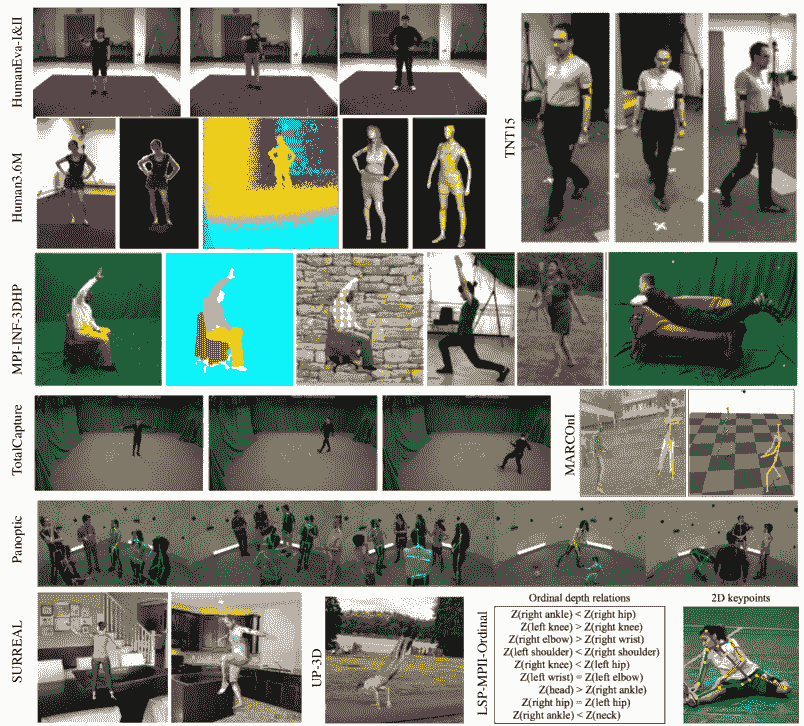 HumanEva-I&II
TNT15
Human3.6M
MPI-INF-3DHP
TotalCapture
MARCOnI
Panoptic
SURREAL
UP-3D
LSP-MPII-Ordinal
Ordinal depth relations
Z(right ankle) < Z(right hip)
Z(left knee) > Z(right knee)
Z(right elbow) > Z(right wrist)
Z(left shoulder) < Z(right shoulder)
Z(right knee) < Z(left hip)
Z(left wrist) = Z(left elbow)
Z(head) > Z(right ankle)
Z(right hip) = Z(left hip)
Z(right ankle) < Z(neck)
2D keypoints